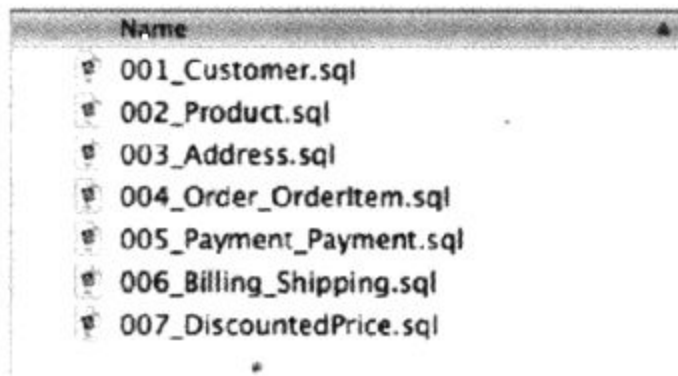 Name
001_Customer.sql
002_Product.sql
003_Address.sql
004_Order_OrderItem.sql
005_Payment_Payment.sql
006_Billing_Shipping.sql
007_DiscountedPrice.sql